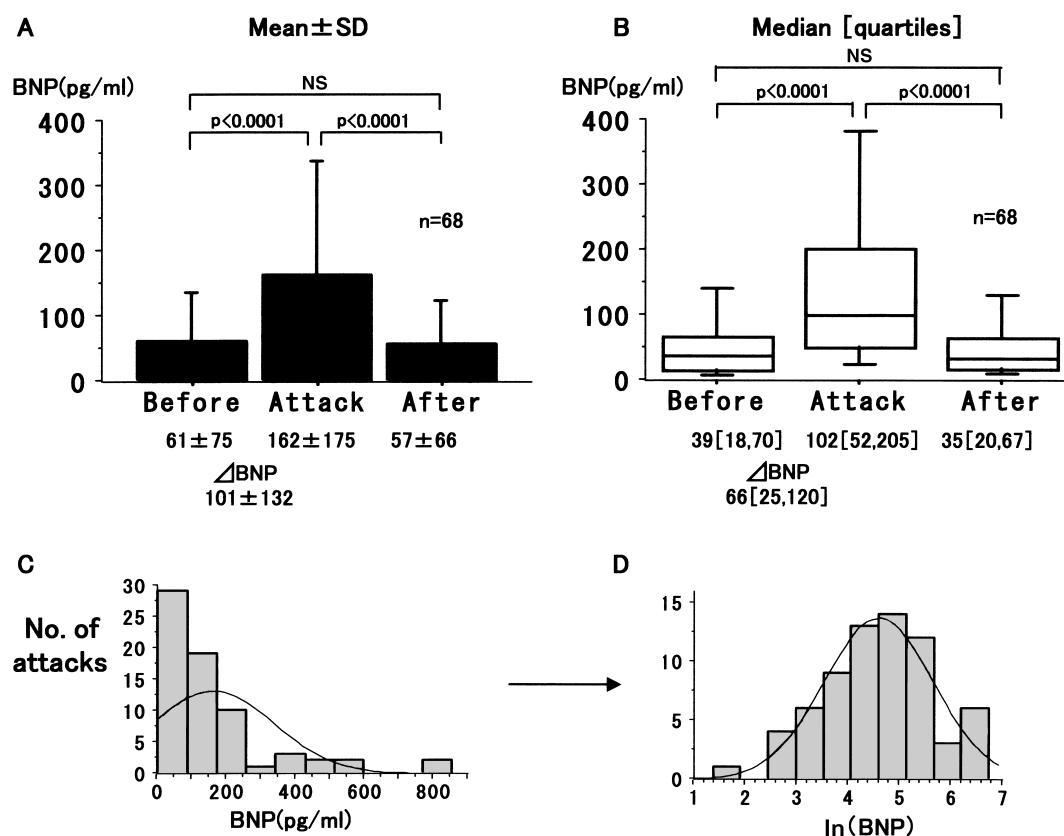 A
Mean±SD
BNP(pg/ml)
NS
p<0.0001
p<0.0001
400
300
200
100
0
n=68
Before
Attack
After
61±75
162±175
57±66
⊿BNP
101±132
B
Median [quartiles]
BNP(pg/ml)
NS
p<0.0001
p<0.0001
400
300
200
100
0
n=68
Before
Attack
After
39[18,70]
102[52,205]
35[20,67]
⊿BNP
66[25,120]
C
No. of
attacks
30
25
20
15
10
5
0
0
200
400
600
800
BNP(pg/ml)
D
15
10
5
0
1
2
3
4
5
6
7
ln(BNP)